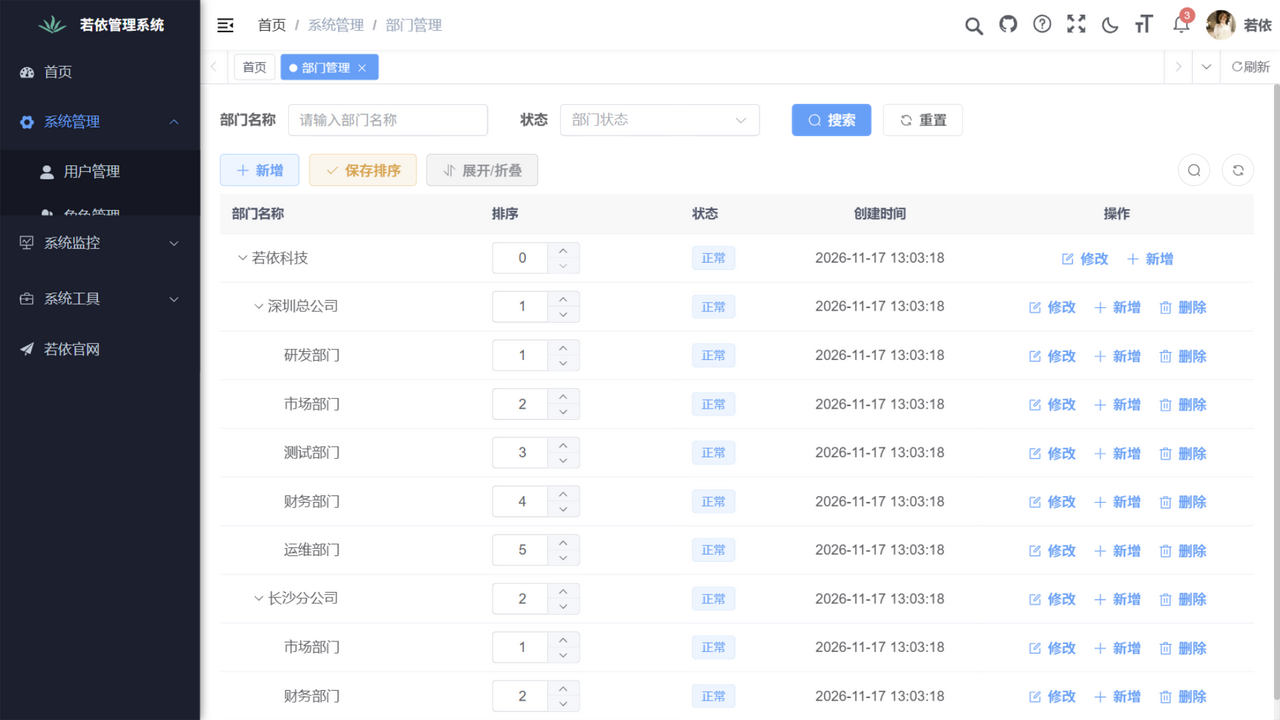 若依管理系统
首页
系统管理
用户管理
角色管理
系统监控
系统工具
若依官网
首页 / 系统管理 / 部门管理
3
若依
首页
部门管理
刷新
部门名称 请输入部门名称 状态 部门状态 搜索 重置
新增 保存排序 展开/折叠
部门名称 排序 状态 创建时间 操作
若依科技 0 正常 2026-11-17 13:03:18 修改 新增
深圳总公司 1 正常 2026-11-17 13:03:18 修改 新增 删除
研发部门 1 正常 2026-11-17 13:03:18 修改 新增 删除
市场部门 2 正常 2026-11-17 13:03:18 修改 新增 删除
测试部门 3 正常 2026-11-17 13:03:18 修改 新增 删除
财务部门 4 正常 2026-11-17 13:03:18 修改 新增 删除
运维部门 5 正常 2026-11-17 13:03:18 修改 新增 删除
长沙分公司 2 正常 2026-11-17 13:03:18 修改 新增 删除
市场部门 1 正常 2026-11-17 13:03:18 修改 新增 删除
财务部门 2 正常 2026-11-17 13:03:18 修改 新增 删除